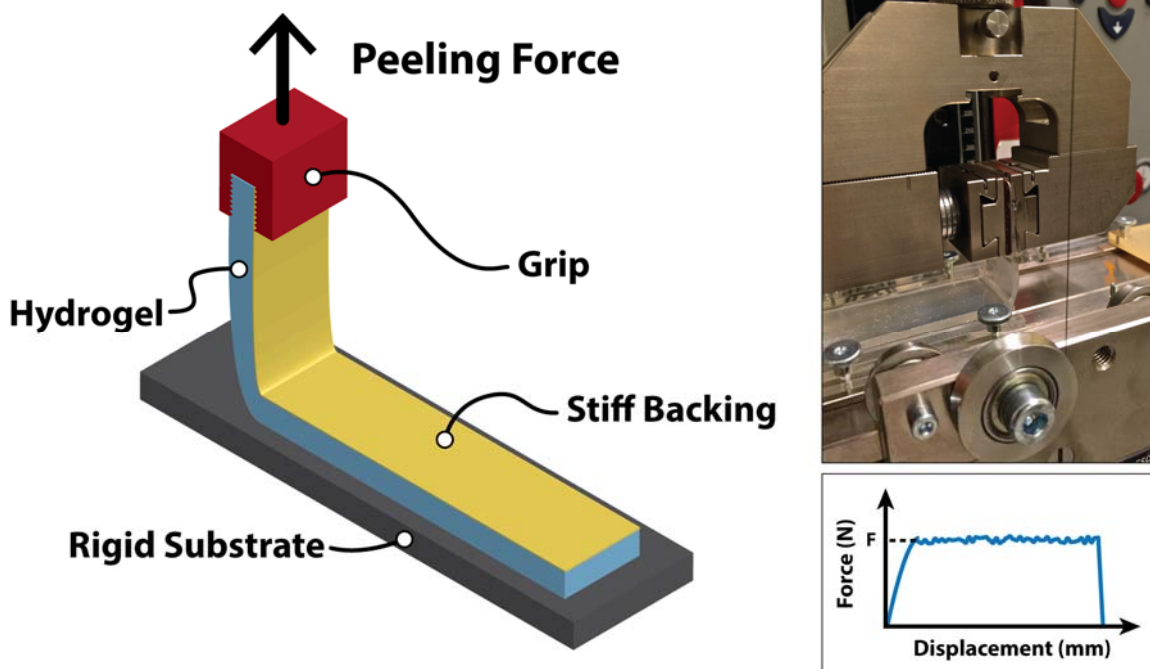 Peeling Force
Grip
Hydrogel
Stiff Backing
Rigid Substrate
Force (N)
F
Displacement (mm)